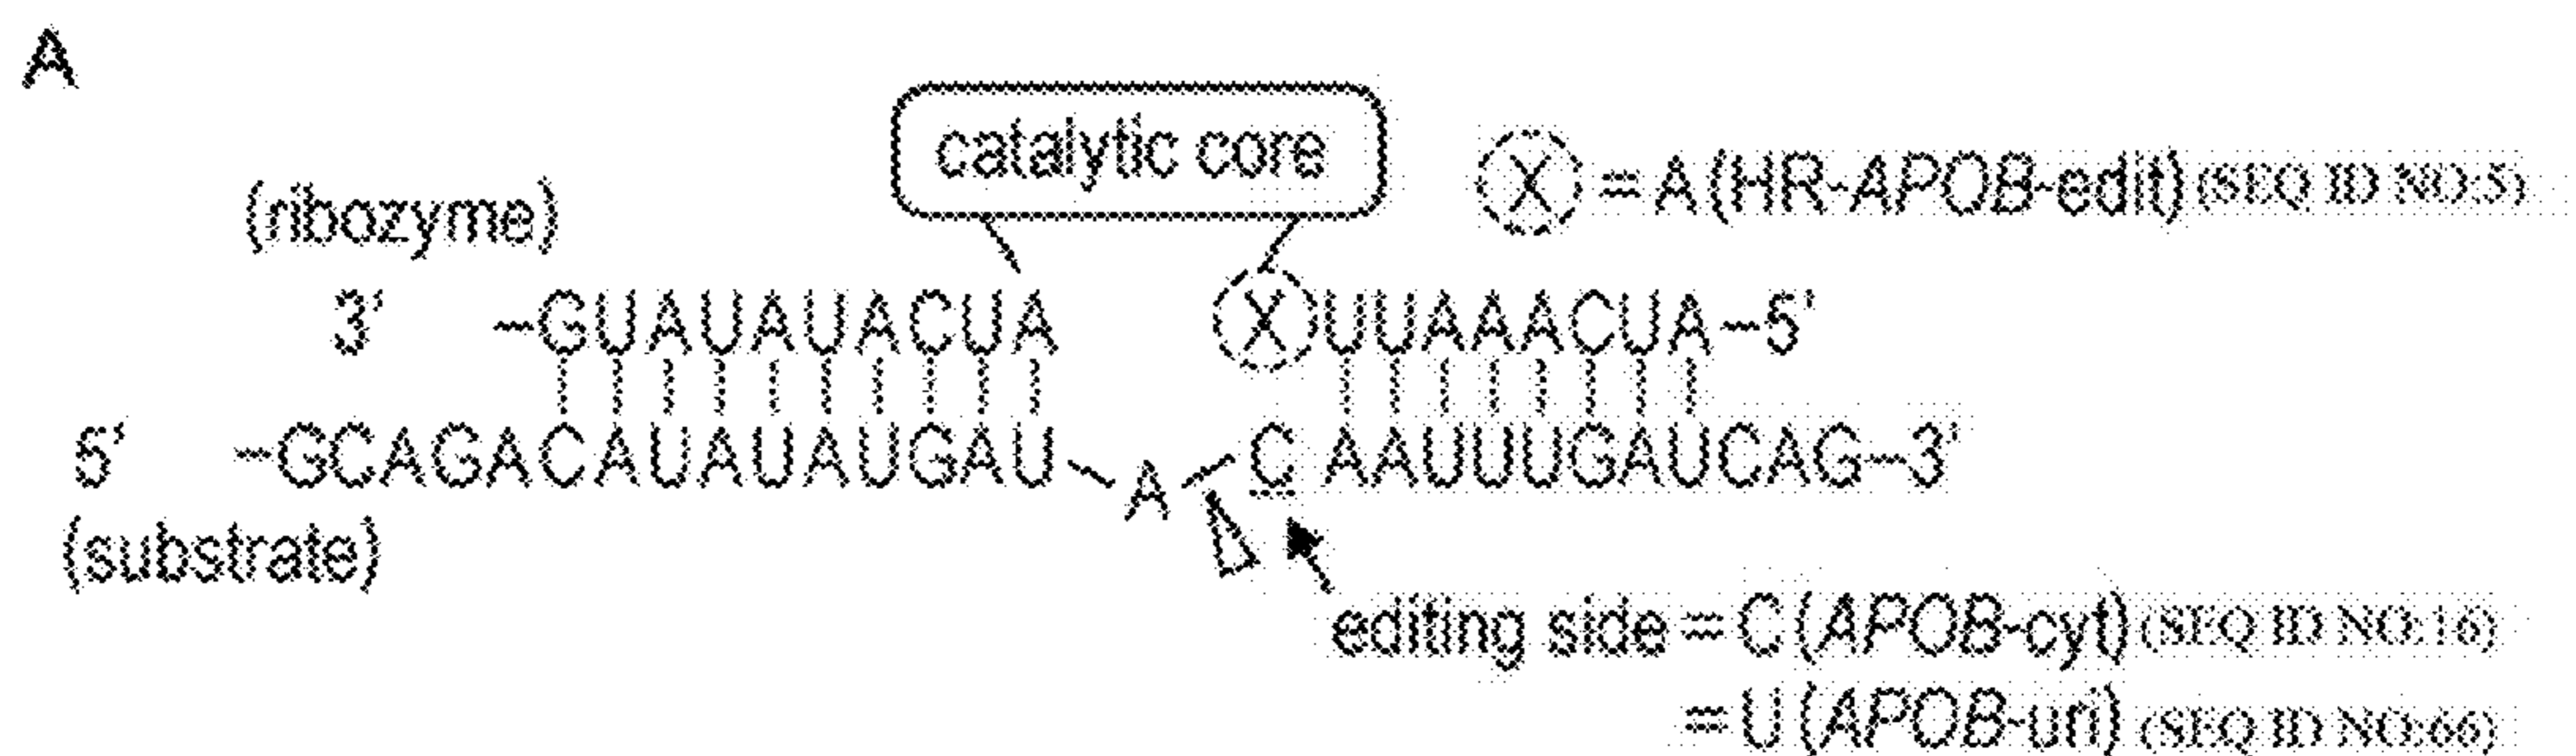 A
catalytic core
X = A (HR-APOB-edit) (SEQ ID NO:5)
(ribozyme)
3' -GUAUAUACUA X UUAAACUA-5'
5' -GCAGACAUAUAUGAU-A-C AAUUUGAUCAG-3'
(substrate)
editing side = C (APOB-cyt) (SEQ ID NO:16)
= U (APOB-uri) (SEQ ID NO:66)